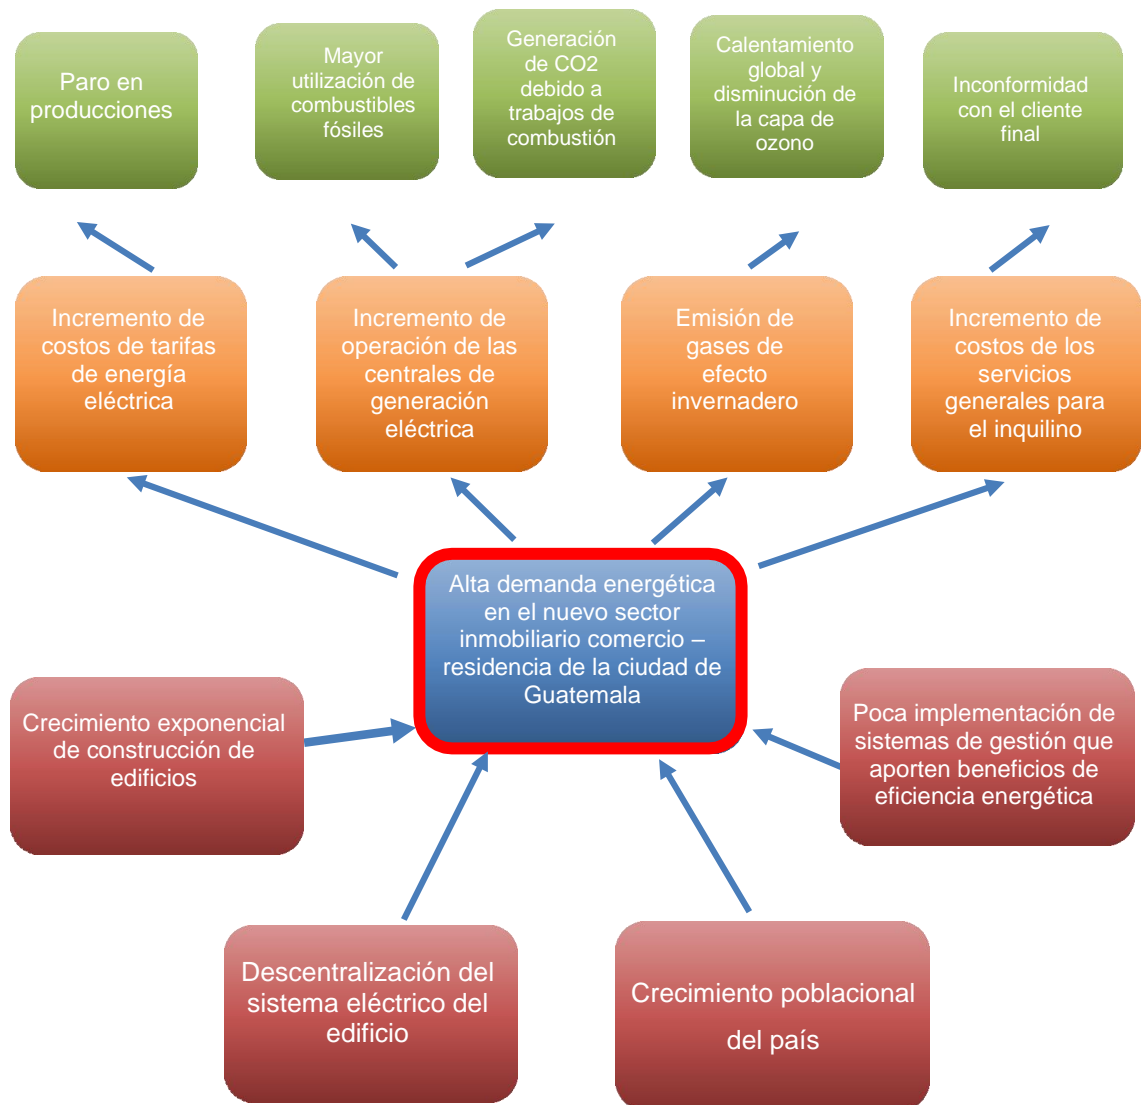 Paro en
producciones
Mayor
utilización de
combustibles
fósiles
Generación
de CO2
debido a
trabajos de
combustión
Calentamiento
global y
disminución de
la capa de
ozono
Inconformidad
con el cliente
final
Incremento de
costos de tarifas
de energía
eléctrica
Incremento de
operación de las
centrales de
generación
eléctrica
Emisión de
gases de
efecto
invernadero
Incremento de
costos de los
servicios
generales para
el inquilino
Alta demanda energética
en el nuevo sector
inmobiliario comercio –
residencia de la ciudad de
Guatemala
Crecimiento exponencial
de construcción de
edificios
Poca implementación de
sistemas de gestión que
aporten beneficios de
eficiencia energética
Descentralización del
sistema eléctrico del
edificio
Crecimiento poblacional
del país